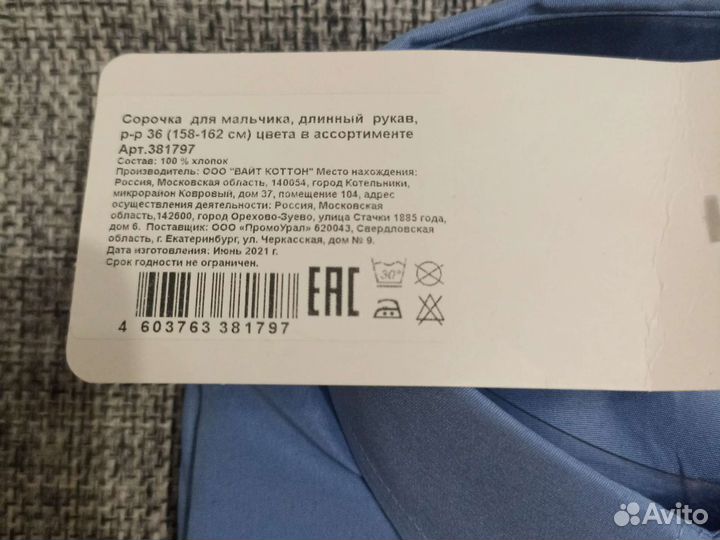 Сорочка для мальчика, длинный рукав,
р-р 36 (158-162 см) цвета в ассортименте
Арт.381797
Состав: 100 % хлопок
Производитель: ООО "ВАЙТ КОТТОН" Место нахождения:
Россия, Московская область, 140054, город Котельники,
микрорайон Ковровый, дом 37, помещение 104, адрес
осуществления деятельности: Россия, Московская
область,142600, город Орехово-Зуево, улица Стачки 1885 года,
дом 6. Поставщик: ООО «ПромоУрал» 620043, Свердловская
область, г. Екатеринбург, ул. Черкасская, дом № 9.
Дата изготовления: Июнь 2021 г.
Срок годности не ограничен.
EAC 30°
4 603763 381797
Avito